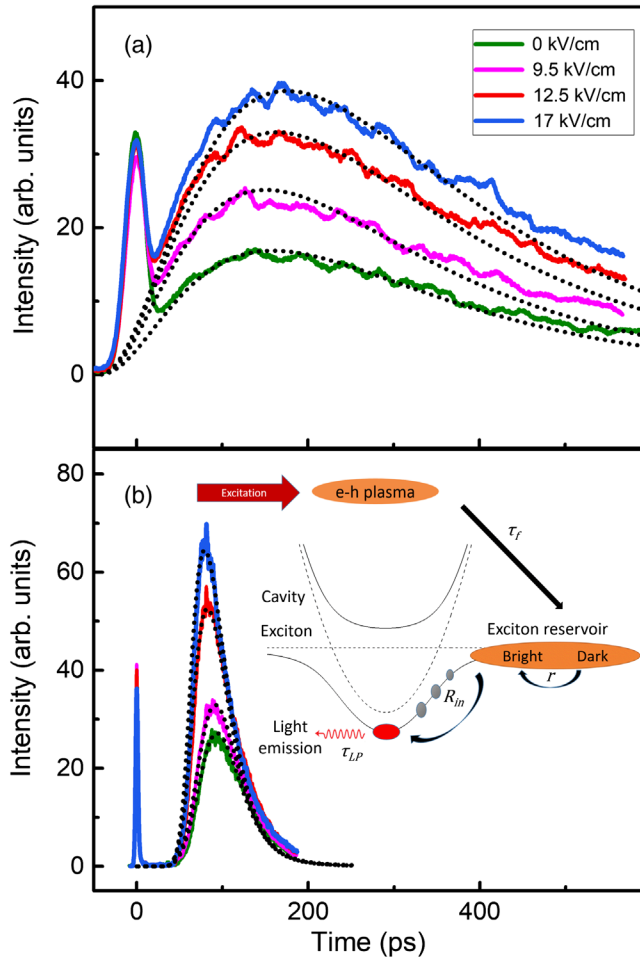 (a)
0 kV/cm
9.5 kV/cm
12.5 kV/cm
17 kV/cm
Intensity (arb. units)
40
20
0
(b)
Excitation
e-h plasma
τf
Cavity
Exciton
Exciton reservoir
Bright
Dark
r
Rin
Light
emission
τLP
Intensity (arb. units)
80
60
40
20
0
0
200
400
Time (ps)